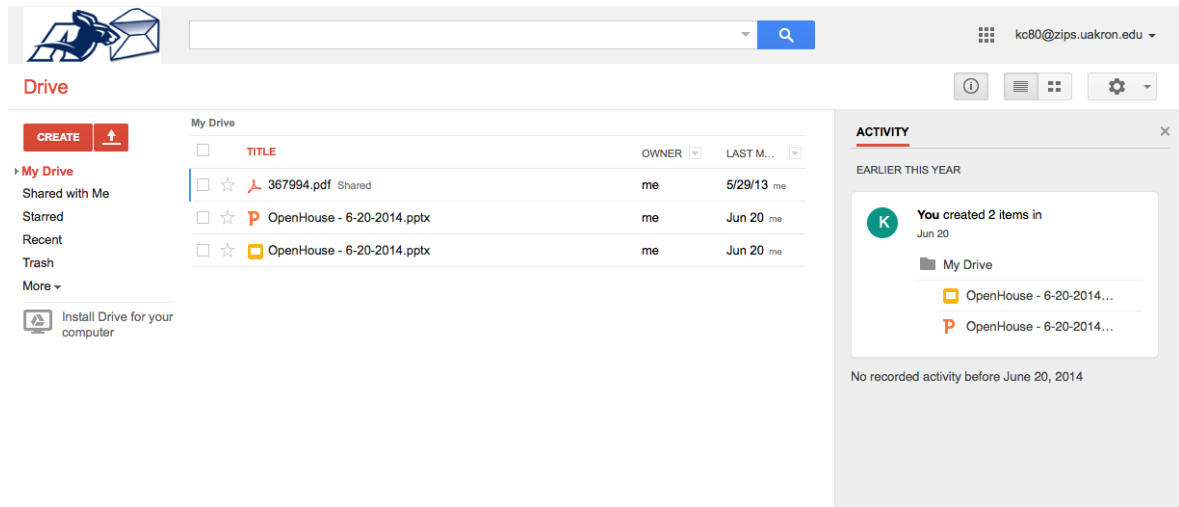 kc80@zips.uakron.edu
Drive
CREATE
My Drive
Shared with Me
Starred
Recent
Trash
More
Install Drive for your
computer
My Drive
TITLE OWNER LAST M...
367994.pdf Shared me 5/29/13 me
OpenHouse - 6-20-2014.pptx me Jun 20 me
OpenHouse - 6-20-2014.pptx me Jun 20 me
ACTIVITY
EARLIER THIS YEAR
K
You created 2 items in
Jun 20
My Drive
OpenHouse - 6-20-2014...
OpenHouse - 6-20-2014...
No recorded activity before June 20, 2014